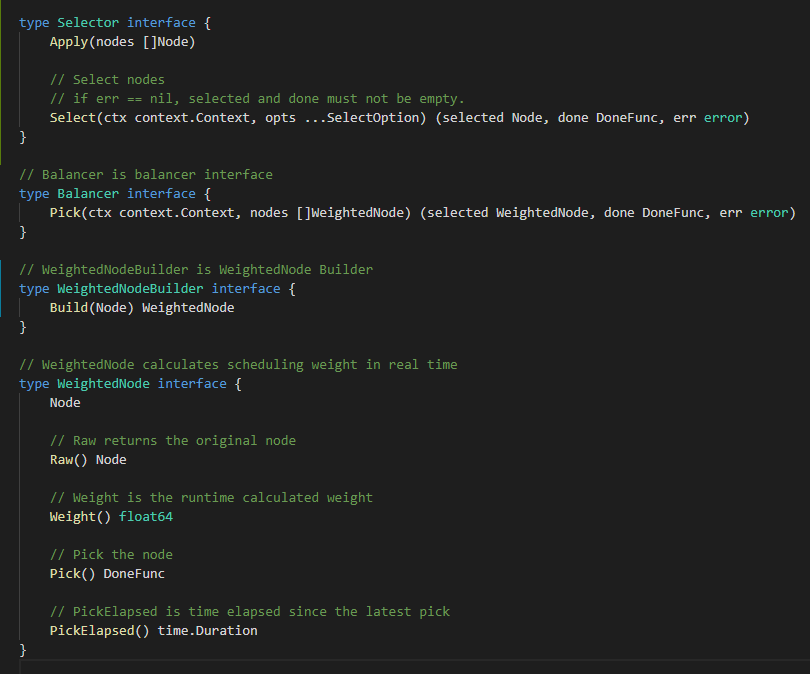 type Selector interface {
    Apply(nodes []Node)

    // Select nodes
    // if err == nil, selected and done must not be empty.
    Select(ctx context.Context, opts ...SelectOption) (selected Node, done DoneFunc, err error)
}

// Balancer is balancer interface
type Balancer interface {
    Pick(ctx context.Context, nodes []WeightedNode) (selected WeightedNode, done DoneFunc, err error)
}

// WeightedNodeBuilder is WeightedNode Builder
type WeightedNodeBuilder interface {
    Build(Node) WeightedNode
}

// WeightedNode calculates scheduling weight in real time
type WeightedNode interface {
    Node

    // Raw returns the original node
    Raw() Node

    // Weight is the runtime calculated weight
    Weight() float64

    // Pick the node
    Pick() DoneFunc

    // PickElapsed is time elapsed since the latest pick
    PickElapsed() time.Duration
}